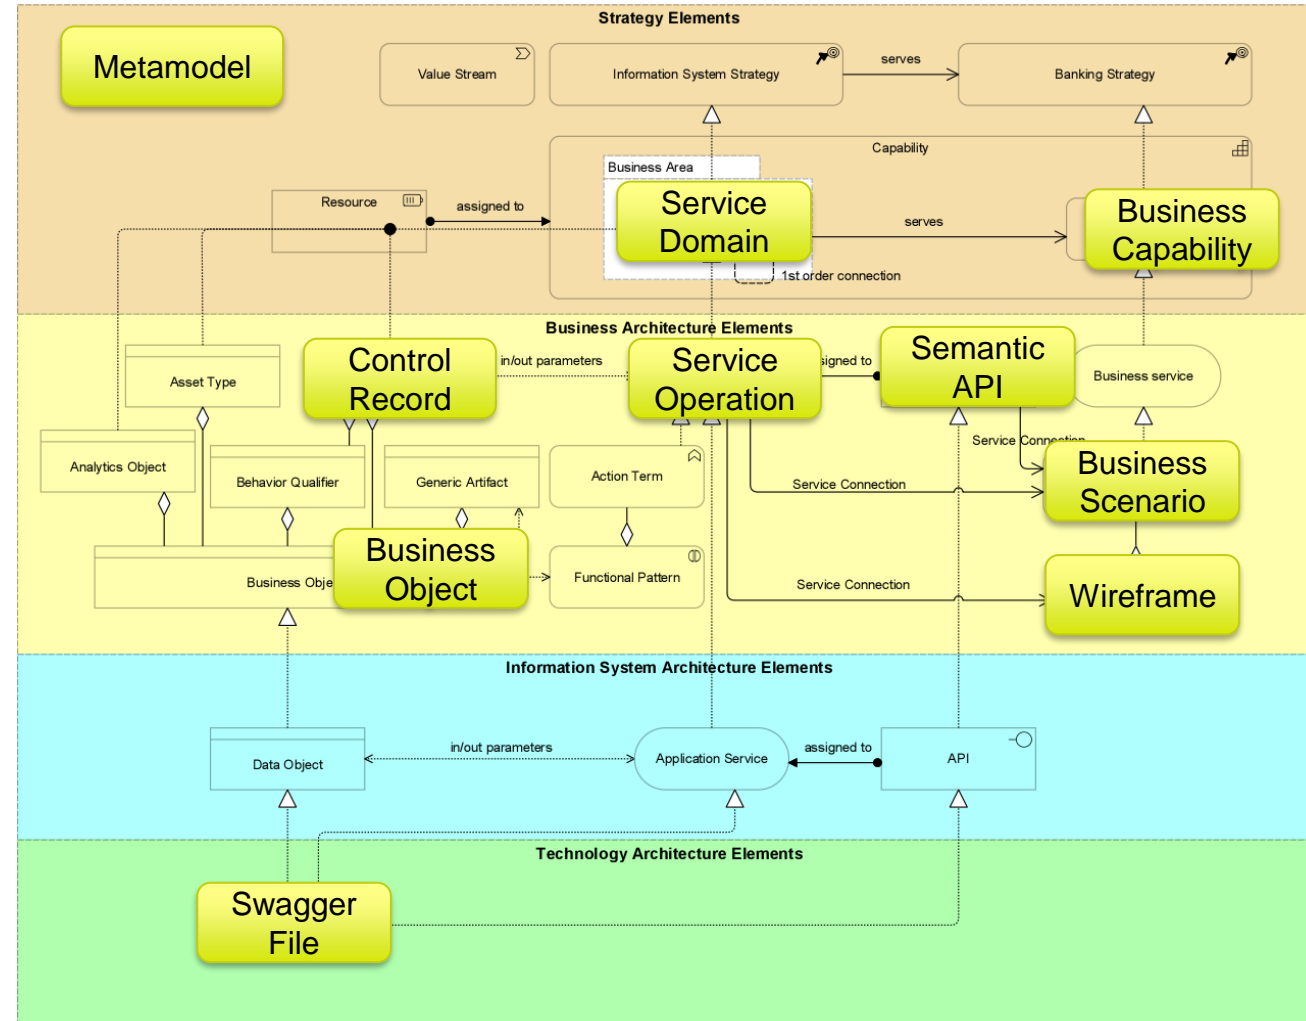 Strategy Elements
Metamodel
Value Stream
Information System Strategy
serves
Banking Strategy
Capability
Business Area
Resource
assigned to
Service
Domain
serves
Business
Capability
1st order connection
Business Architecture Elements
Asset Type
Control
Record
in/out parameters
Service
Operation
signed to
Semantic
API
Business service
Analytics Object
Behavior Qualifier
Generic Artifact
Action Term
Service Connection
Service Connection
Business
Scenario
Business Obje
Business
Object
Functional Pattern
Service Connection
Wireframe
Information System Architecture Elements
Data Object
in/out parameters
Application Service
assigned to
API
Technology Architecture Elements
Swagger
File